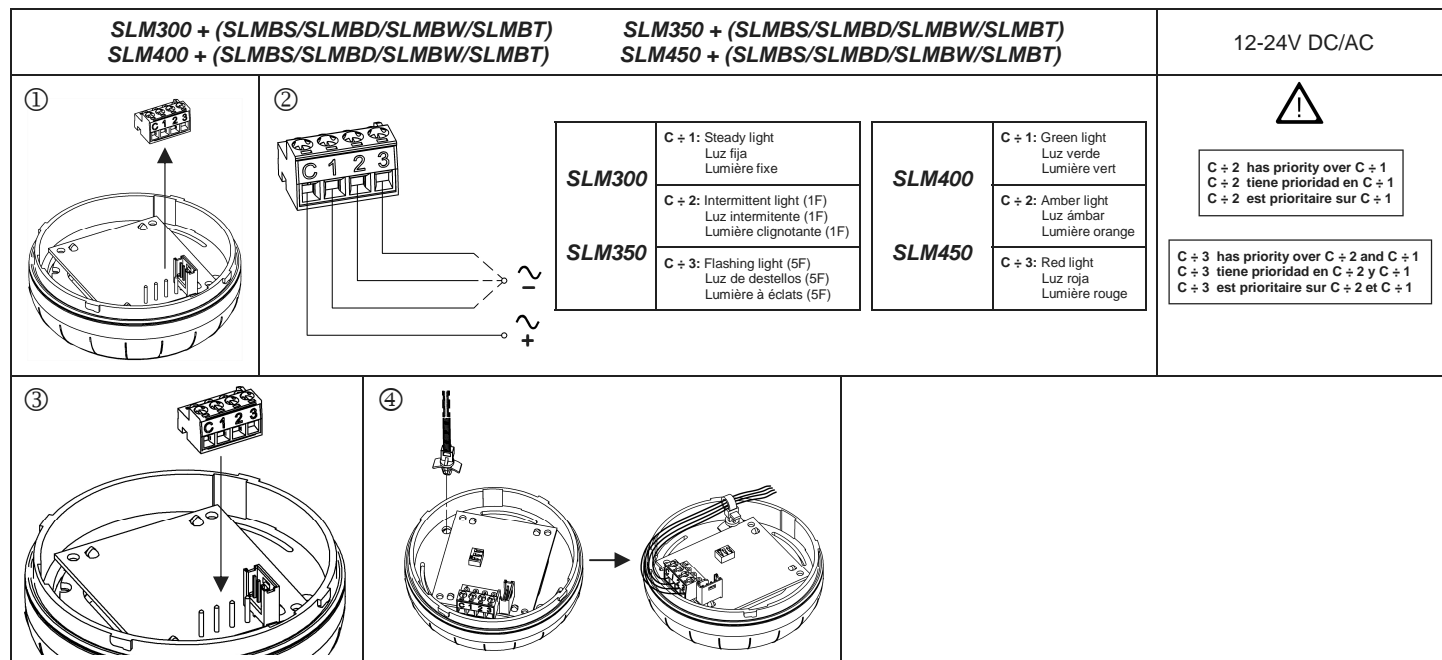 SLM300 + (SLMBS/SLMBD/SLMBW/SLMBT) SLM350 + (SLMBS/SLMBD/SLMBW/SLMBT)
SLM400 + (SLMBS/SLMBD/SLMBW/SLMBT) SLM450 + (SLMBS/SLMBD/SLMBW/SLMBT)
12-24V DC/AC
①
C 1 2 3
②
C 1 2 3
∼
−
∼
+
SLM300
SLM350
C ÷ 1: Steady light
Luz fija
Lumière fixe
C ÷ 2: Intermittent light (1F)
Luz intermitente (1F)
Lumière clignotante (1F)
C ÷ 3: Flashing light (5F)
Luz de destellos (5F)
Lumière à éclats (5F)
SLM400
SLM450
C ÷ 1: Green light
Luz verde
Lumière vert
C ÷ 2: Amber light
Luz ámbar
Lumière orange
C ÷ 3: Red light
Luz roja
Lumière rouge
!
C ÷ 2 has priority over C ÷ 1
C ÷ 2 tiene prioridad en C ÷ 1
C ÷ 2 est prioritaire sur C ÷ 1
C ÷ 3 has priority over C ÷ 2 and C ÷ 1
C ÷ 3 tiene prioridad en C ÷ 2 y C ÷ 1
C ÷ 3 est prioritaire sur C ÷ 2 et C ÷ 1
③
C 1 2 3
④
C 1 2 3